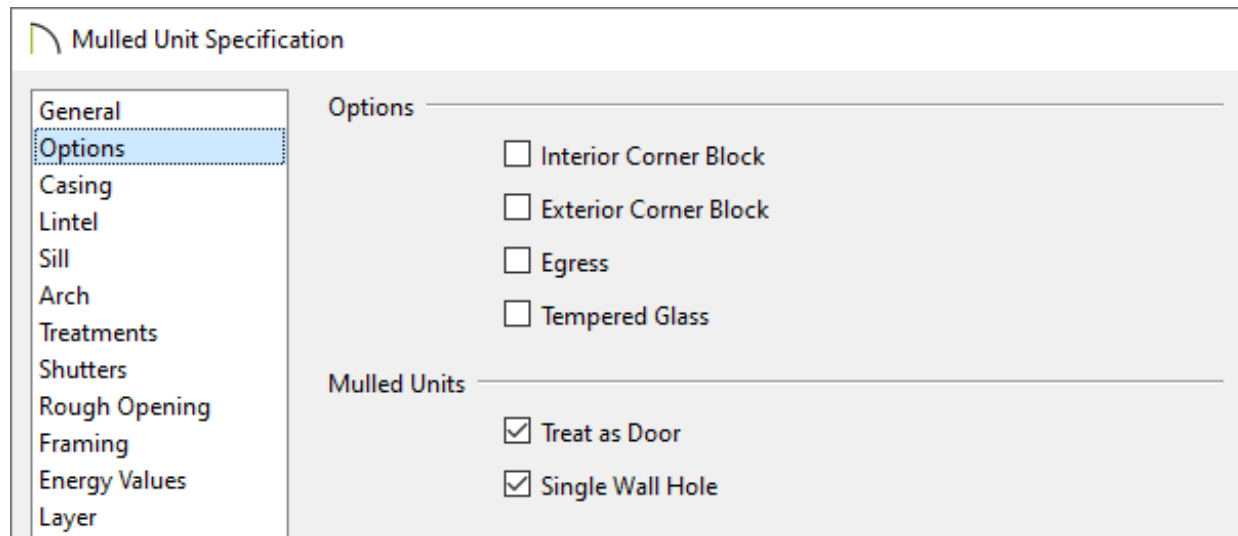 Mulled Unit Specification
General
Options
Casing
Lintel
Sill
Arch
Treatments
Shutters
Rough Opening
Framing
Energy Values
Layer
Options
Interior Corner Block
Exterior Corner Block
Egress
Tempered Glass
Mulled Units
Treat as Door
Single Wall Hole